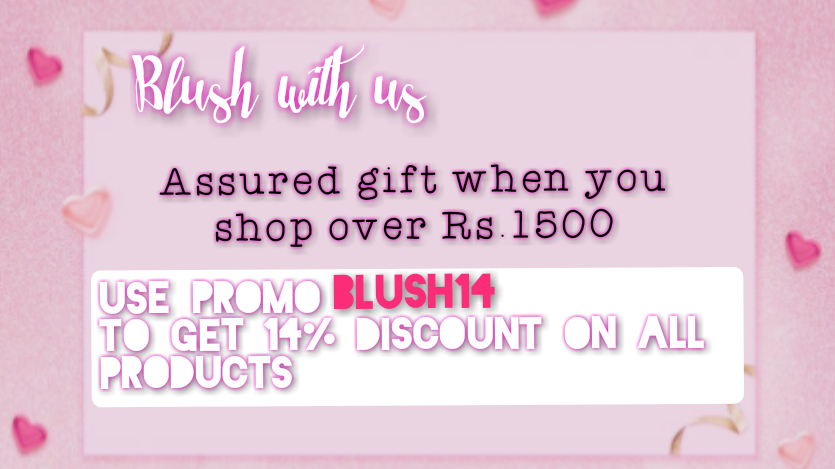 Blush with us
Assured gift when you
shop over Rs.1500
USE PROMO BLUSH14
TO GET 14% DISCOUNT ON ALL
PRODUCTS